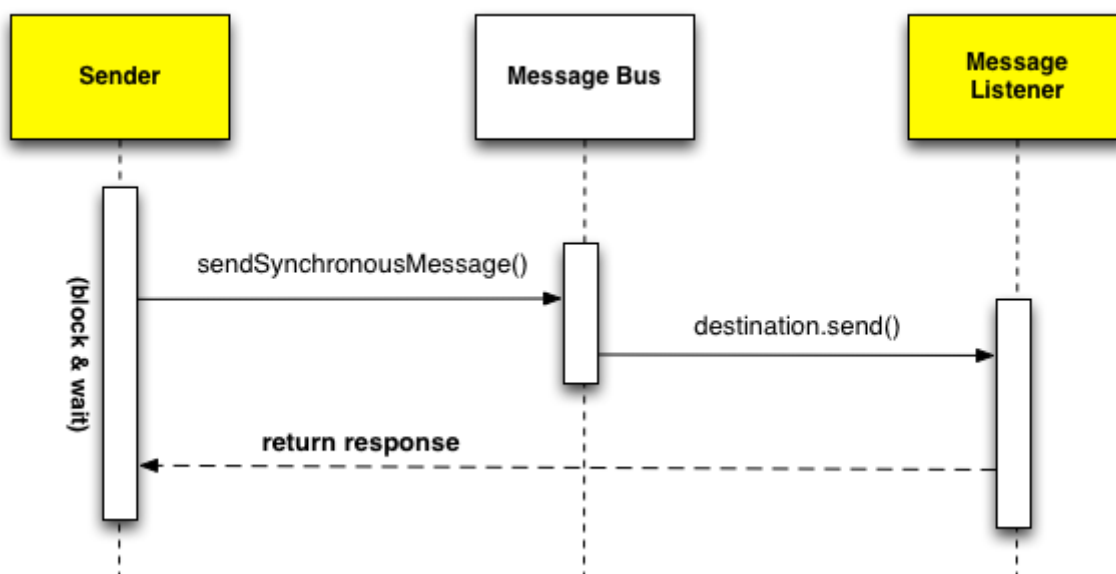 Sender
Message Bus
Message
Listener
sendSynchronousMessage()
(block & wait)
destination.send()
return response